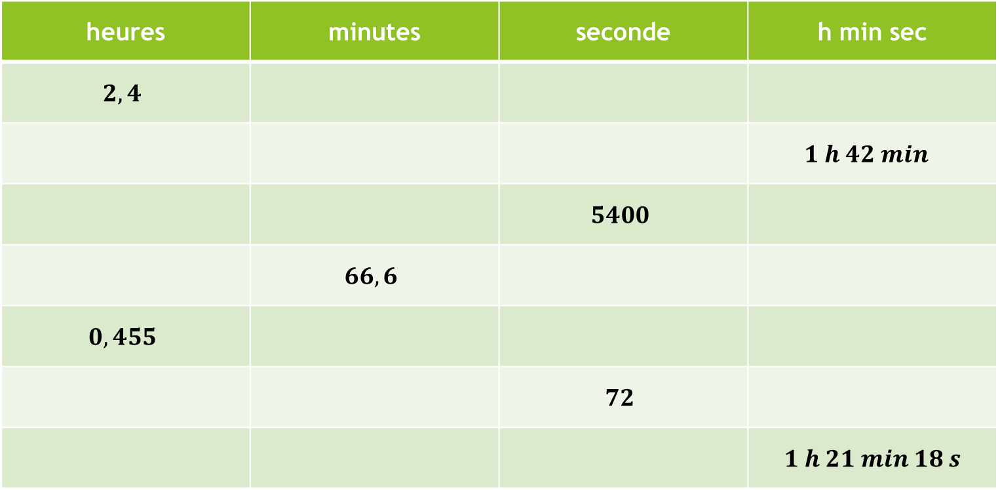 heures minutes seconde h min sec
2,4
1 h 42 min
5400
66,6
0,455
72
1 h 21 min 18 s